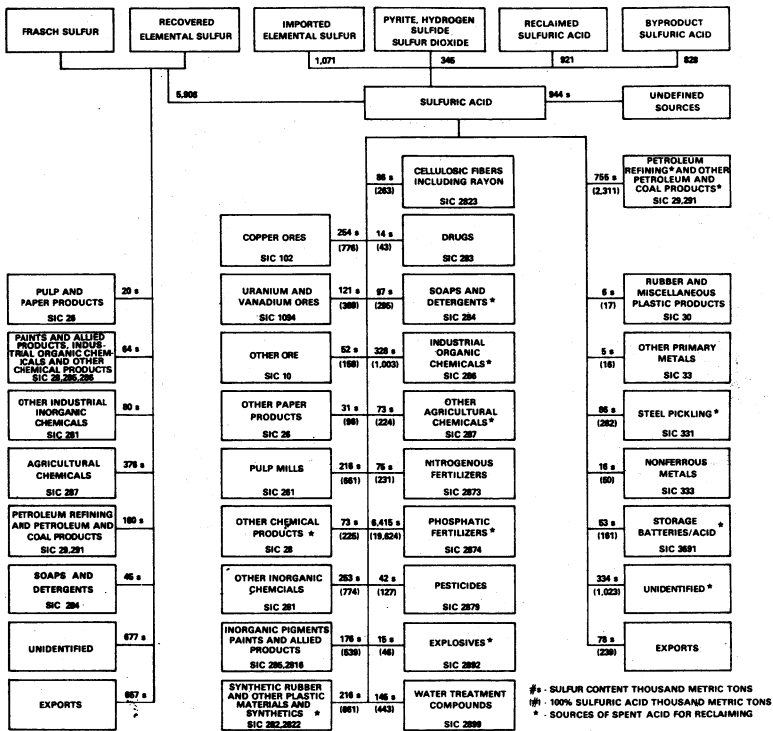 FRASCH SULFUR
RECOVERED
ELEMENTAL SULFUR
IMPORTED
ELEMENTAL SULFUR
PYRITE, HYDROGEN
SULFIDE
SULFUR DIOXIDE
RECLAIMED
SULFURIC ACID
BYPRODUCT
SULFURIC ACID
1,071
346
921
828
5,906
SULFURIC ACID
944 s
UNDEFINED
SOURCES
86 s
(263)
CELLULOSIC FIBERS
INCLUDING RAYON
SIC 2823
755 s
(2,311)
PETROLEUM
REFINING* AND OTHER
PETROLEUM AND
COAL PRODUCTS*
SIC 29,291
COPPER ORES
SIC 102
254 s
(776)
14 s
(43)
DRUGS
SIC 283
PULP AND
PAPER PRODUCTS
SIC 26
20 s
URANIUM AND
VANADIUM ORES
SIC 1094
121 s
(369)
97 s
(295)
SOAPS AND
DETERGENTS *
SIC 284
6 s
(17)
RUBBER AND
MISCELLANEOUS
PLASTIC PRODUCTS
SIC 30
PAINTS AND ALLIED
PRODUCTS, INDUS-
TRIAL ORGANIC CHEM-
ICALS AND OTHER
CHEMICAL PRODUCTS
SIC 28,285,286
64 s
OTHER ORE
SIC 10
52 s
328 s
(1,003)
INDUSTRIAL
ORGANIC
CHEMICALS *
SIC 286
5 s
(16)
OTHER PRIMARY
METALS
SIC 33
OTHER INDUSTRIAL
INORGANIC
CHEMICALS
SIC 281
80 s
OTHER PAPER
PRODUCTS
SIC 26
31 s
73 s
(224)
OTHER
AGRICULTURAL
CHEMICALS *
SIC 287
(262)
STEEL PICKLING *
SIC 331
AGRICULTURAL
CHEMICALS
SIC 287
376 s
PULP MILLS
SIC 261
216 s
(661)
75 s
(231)
NITROGENOUS
FERTILIZERS
SIC 2873
16 s
(50)
NONFERROUS
METALS
SIC 333
PETROLEUM REFINING
AND PETROLEUM AND
COAL PRODUCTS
SIC 29,291
160 s
OTHER CHEMICAL
PRODUCTS *
SIC 28
73 s
(225)
6,415 s
(19,624)
PHOSPHATIC
FERTILIZERS *
SIC 2874
53 s
(161)
STORAGE
BATTERIES/ACID *
SIC 3691
SOAPS AND
DETERGENTS
SIC 284
45 s
OTHER INORGANIC
CHEMCIALS
SIC 281
253 s
(774)
42 s
(127)
PESTICIDES
SIC 2879
334 s
(1,023)
UNIDENTIFIED *
UNIDENTIFIED
677 s
INORGANIC PIGMENTS
PAINTS AND ALLIED
PRODUCTS
SIC 285,2816
176 s
(539)
15 s
(46)
EXPLOSIVES *
SIC 2892
78 s
(239)
EXPORTS
EXPORTS
657 s
SYNTHETIC RUBBER
AND OTHER PLASTIC
MATERIALS AND
SYNTHETICS *
SIC 282,2822
216 s
(661)
145 s
(443)
WATER TREATMENT
COMPOUNDS
SIC 2899
#s - SULFUR CONTENT THOUSAND METRIC TONS
(#) - 100% SULFURIC ACID THOUSAND METRIC TONS
* - SOURCES OF SPENT ACID FOR RECLAIMING